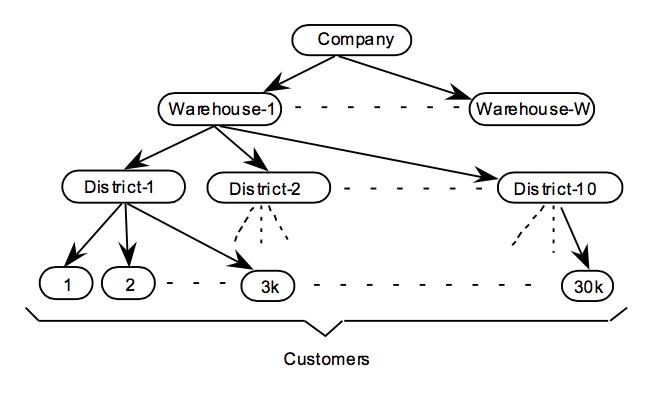 Company
Warehouse-1
Warehouse-W
District-1
District-2
District-10
1
2
3k
30k
Customers